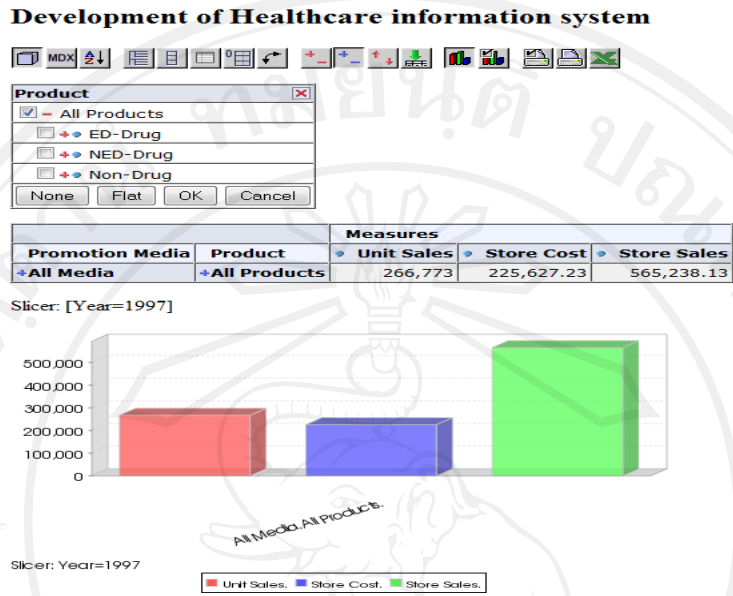 Development of Healthcare information system
MDX
Product
All Products
ED-Drug
NED-Drug
Non-Drug
None Flat OK Cancel
Measures
Promotion Media Product Unit Sales Store Cost Store Sales
+All Media +All Products 266,773 225,627.23 565,238.13
Slicer: [Year=1997]
500,000
400,000
300,000
200,000
100,000
0
All Media.All Products.
Slicer: Year=1997
Unit Sales. Store Cost. Store Sales.